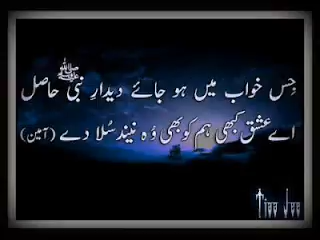 جس خواب میں ہو جائے دیدارِ نبی ﷺ حاصل
اے عشق کبھی ہم کو بھی وُہ نیند سُلا دے (آمین)